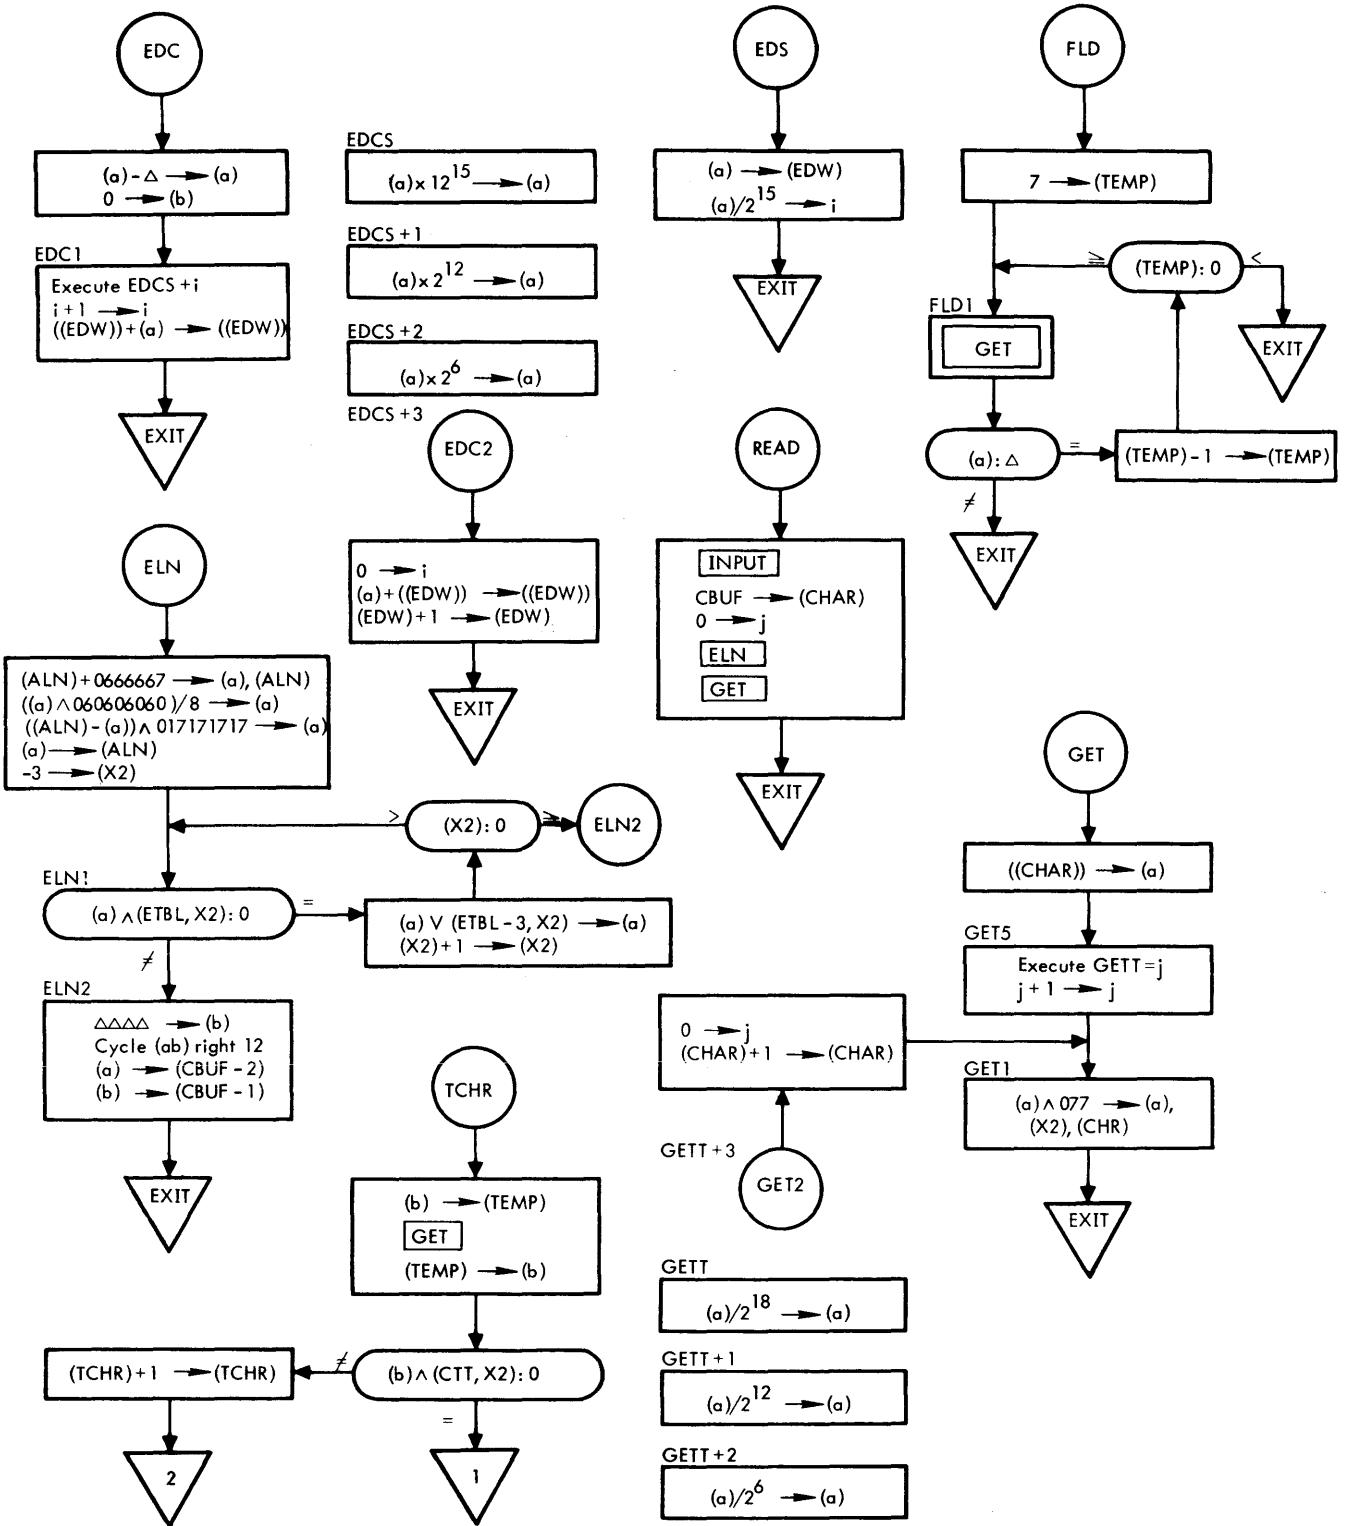 EDC
(a) - Δ → (a)
0 → (b)
EDC1
Execute EDCS + i
i + 1 → i
((EDW)) + (a) → ((EDW))
EXIT
EDCS
(a) x 12^15 → (a)
EDCS + 1
(a) x 2^12 → (a)
EDCS + 2
(a) x 2^6 → (a)
EDCS + 3
EDC2
0 → i
(a) + ((EDW)) → ((EDW))
(EDW) + 1 → (EDW)
EXIT
EDS
(a) → (EDW)
(a)/2^15 → i
EXIT
FLD
7 → (TEMP)
(TEMP): 0
≥
<
EXIT
FLD1
GET
(a): Δ
=
(TEMP) - 1 → (TEMP)
≠
EXIT
READ
INPUT
CBUF → (CHAR)
0 → j
ELN
GET
EXIT
ELN
(ALN) + 0666667 → (a), (ALN)
((a) ∧ 060606060)/8 → (a)
((ALN) - (a)) ∧ 017171717 → (a)
(a) → (ALN)
-3 → (X2)
>
(X2): 0
≥
ELN2
ELN1
(a) ∧ (ETBL, X2): 0
=
(a) V (ETBL - 3, X2) → (a)
(X2) + 1 → (X2)
≠
ELN2
ΔΔΔΔ → (b)
Cycle (ab) right 12
(a) → (CBUF - 2)
(b) → (CBUF - 1)
EXIT
TCHR
(b) → (TEMP)
GET
(TEMP) → (b)
(b) ∧ (CTT, X2): 0
≠
(TCHR) + 1 → (TCHR)
2
=
1
GET
((CHAR)) → (a)
GET5
Execute GETT = j
j + 1 → j
GET1
(a) ∧ 077 → (a),
(X2), (CHR)
EXIT
0 → j
(CHAR) + 1 → (CHAR)
GETT + 3
GET2
GETT
(a)/2^18 → (a)
GETT + 1
(a)/2^12 → (a)
GETT + 2
(a)/2^6 → (a)